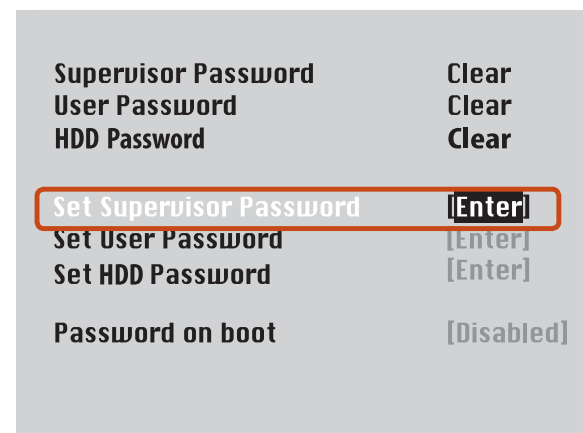 Supervisor Password Clear
User Password Clear
HDD Password Clear
Set Supervisor Password [Enter]
Set User Password [Enter]
Set HDD Password [Enter]
Password on boot [Disabled]